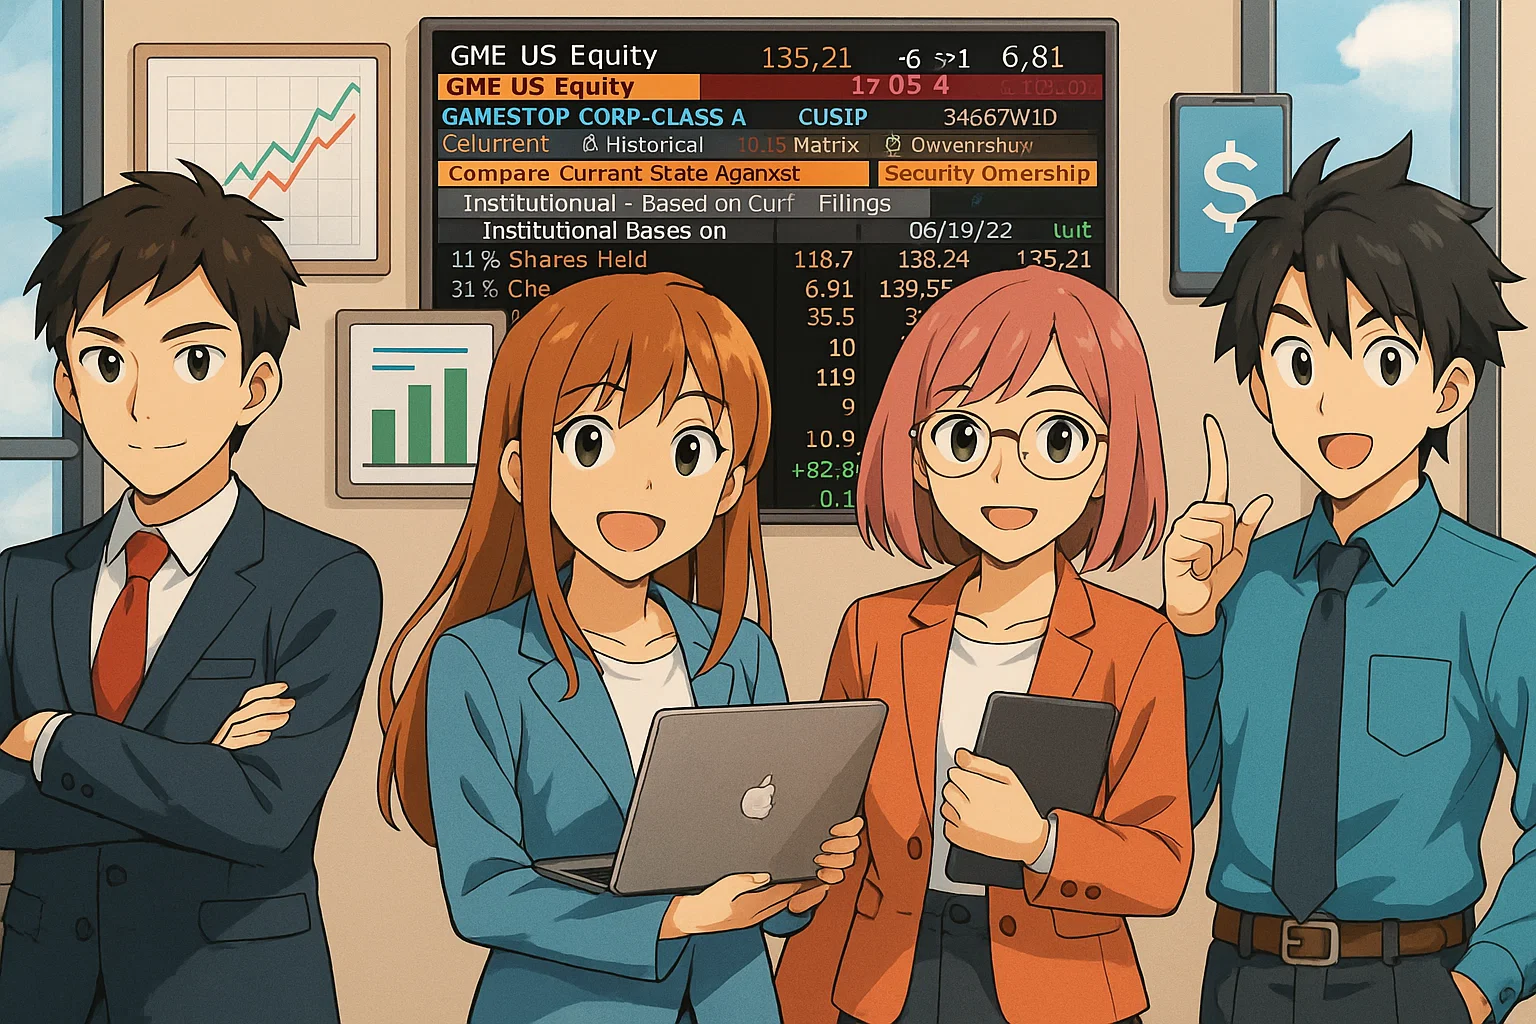 GME US Equity 135,21 -6 6,81
GME US Equity 17 05 4
GAMESTOP CORP-CLASS A CUSIP 34667W1D
Celurrent Historical 10.15 Matrix Owvenrshuy
Compare Currant State Aganxst Security Omership
Institutionual - Based on Curf Filings
Institutional Bases on 06/19/22 luit
11% Shares Held 118.7 138.24 135,21
31% Che 6.91 139,55
35.5
10
119
9
10.9
+82.8
0.1
$